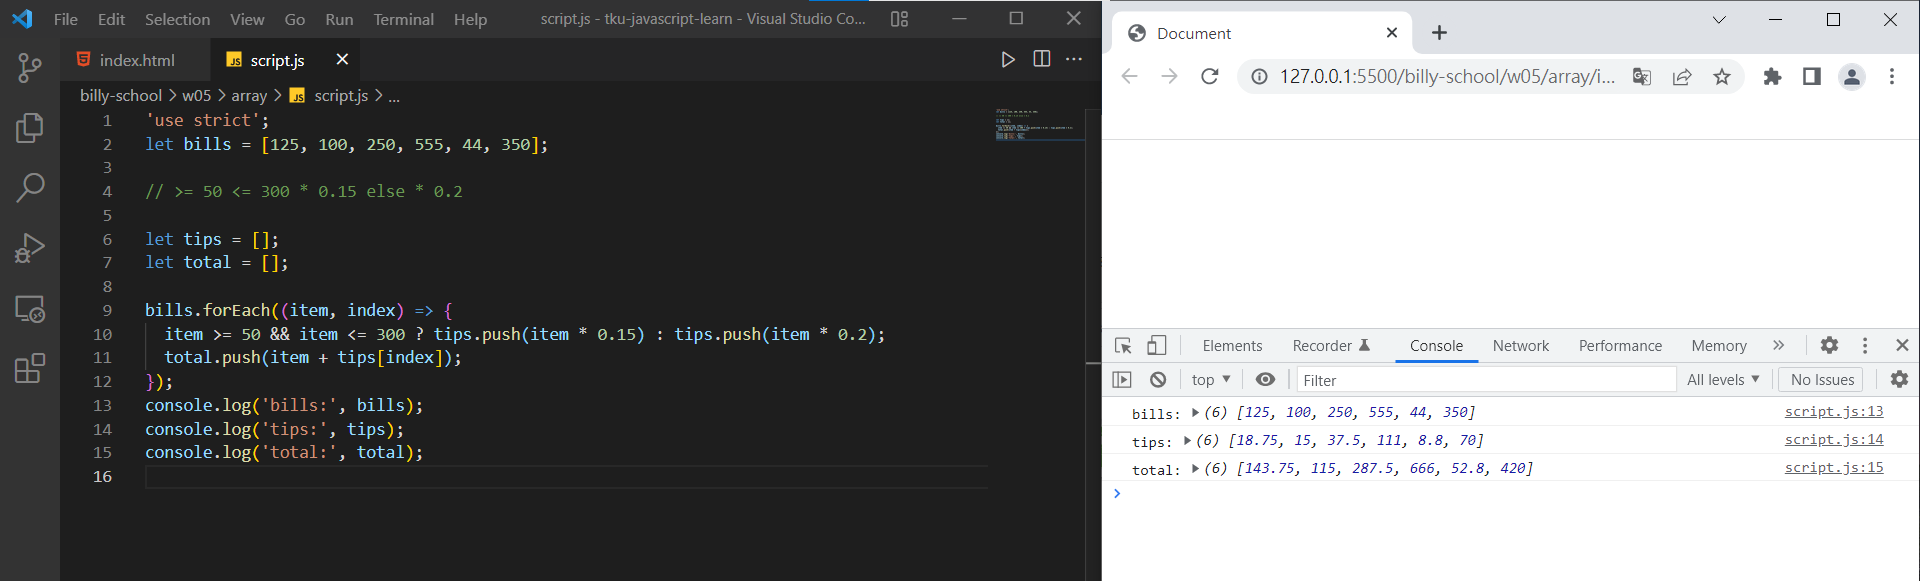 File Edit Selection View Go Run Terminal Help script.js - tku-javascript-learn - Visual Studio Co...
index.html JS script.js
billy-school > w05 > array > JS script.js > ...
1 'use strict';
2 let bills = [125, 100, 250, 555, 44, 350];
3
4 // >= 50 <= 300 * 0.15 else * 0.2
5
6 let tips = [];
7 let total = [];
8
9 bills.forEach((item, index) => {
10 item >= 50 && item <= 300 ? tips.push(item * 0.15) : tips.push(item * 0.2);
11 total.push(item + tips[index]);
12 });
13 console.log('bills:', bills);
14 console.log('tips:', tips);
15 console.log('total:', total);
16
Document
127.0.0.1:5500/billy-school/w05/array/i...
Elements Recorder Console Network Performance Memory
top Filter All levels No Issues
bills: (6) [125, 100, 250, 555, 44, 350] script.js:13
tips: (6) [18.75, 15, 37.5, 111, 8.8, 70] script.js:14
total: (6) [143.75, 115, 287.5, 666, 52.8, 420] script.js:15